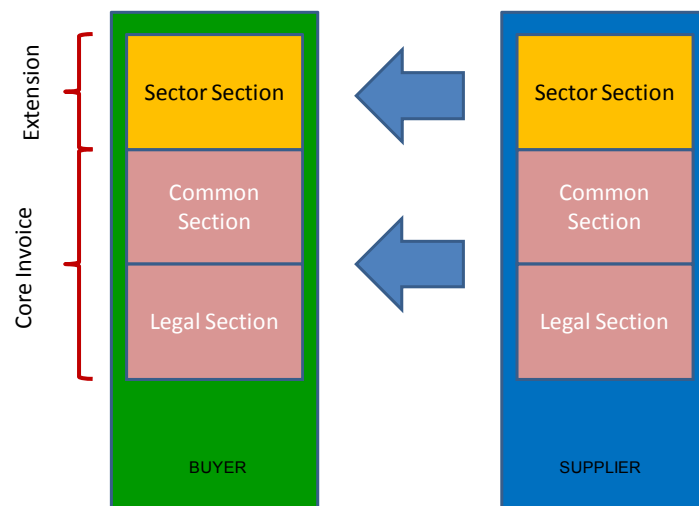 Extension
Core Invoice
Sector Section
Common
Section
Legal Section
BUYER
Sector Section
Common
Section
Legal Section
SUPPLIER